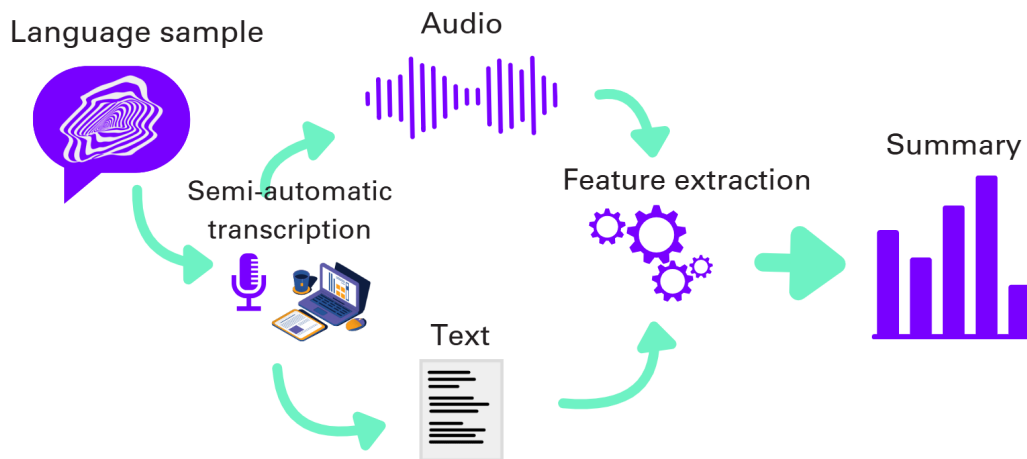 Language sample
Audio
Semi-automatic
transcription
Text
Feature extraction
Summary